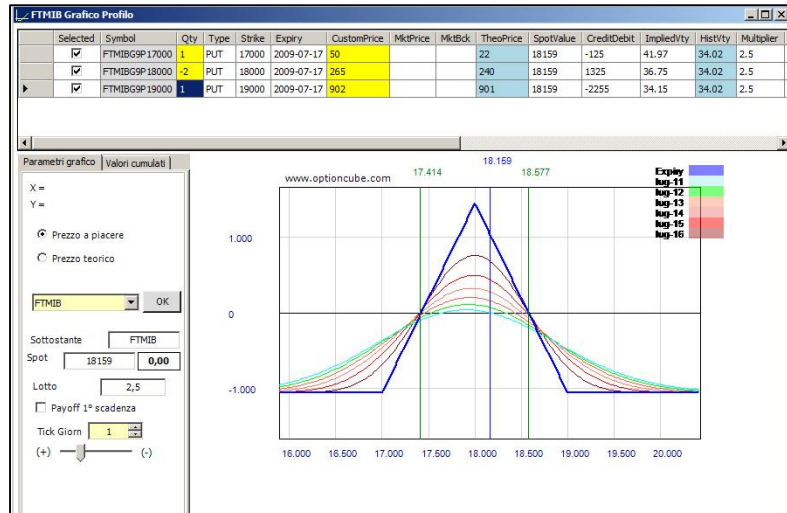 FTMIB Grafico Profilo
Selected Symbol Qty Type Strike Expiry CustomPrice MktPrice MktBck TheoPrice SpotValue CreditDebit ImpliedVty HistVty Multiplier
FTMIBG9P17000 1 PUT 17000 2009-07-17 50 22 18159 -125 41.97 34.02 2.5
FTMIBG9P18000 -2 PUT 18000 2009-07-17 265 240 18159 1325 36.75 34.02 2.5
FTMIBG9P19000 1 PUT 19000 2009-07-17 902 901 18159 -2255 34.15 34.02 2.5
Parametri grafico Valori cumulati
X =
Y =
Prezzo a piacere
Prezzo teorico
FTMIB OK
Sottostante FTMIB
Spot 18159 0,00
Lotto 2,5
Payoff 1° scadenza
Tick Giorn 1
(+) (-)
www.optioncube.com
17.414 18.159 18.577
Expiry
lug-11
lug-12
lug-13
lug-14
lug-15
lug-16
1.000
0
-1.000
16.000 17.000 17.500 18.000 18.500 19.000 20.000